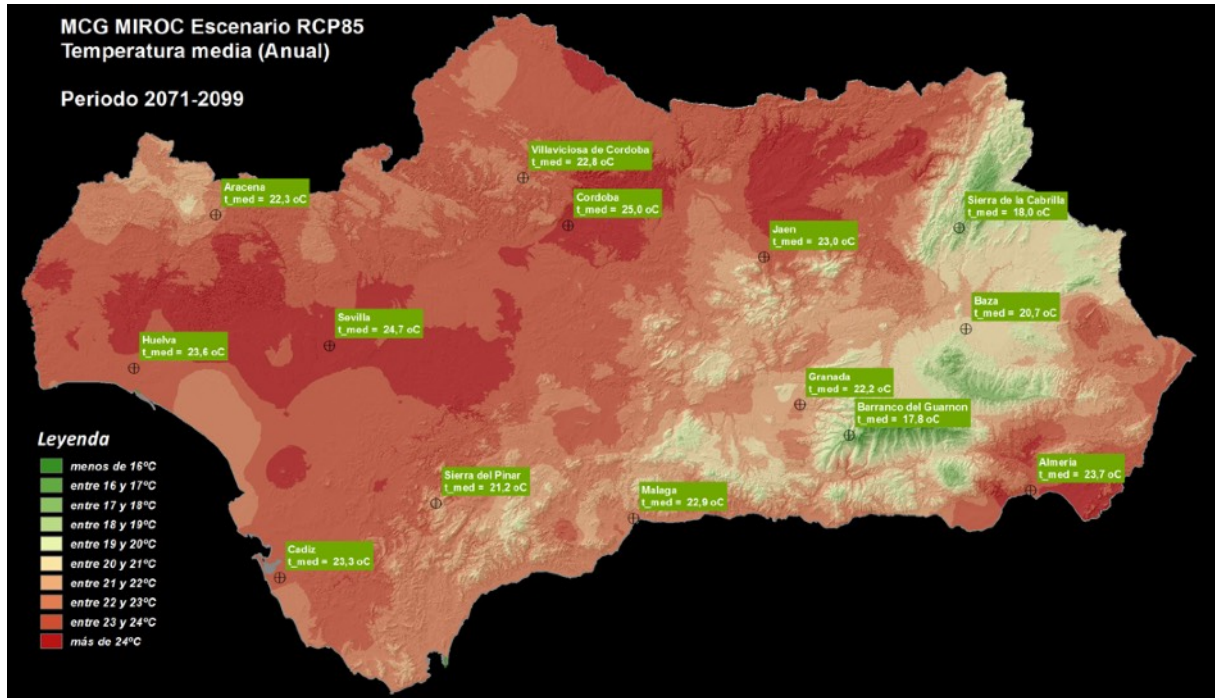 MCG MIROC Escenario RCP85
Temperatura media (Anual)
Periodo 2071-2099
Villaviciosa de Cordoba
t_med = 22,8 oC
Aracena
t_med = 22,3 oC
Cordoba
t_med = 25,0 oC
Sierra de la Cabrilla
t_med = 18,0 oC
Jaen
t_med = 23,0 oC
Baza
t_med = 20,7 oC
Sevilla
t_med = 24,7 oC
Huelva
t_med = 23,6 oC
Granada
t_med = 22,2 oC
Barranco del Guarnon
t_med = 17,8 oC
Almeria
t_med = 23,7 oC
Sierra del Pinar
t_med = 21,2 oC
Malaga
t_med = 22,9 oC
Cadiz
t_med = 23,3 oC
Leyenda
menos de 16ºC
entre 16 y 17ºC
entre 17 y 18ºC
entre 18 y 19ºC
entre 19 y 20ºC
entre 20 y 21ºC
entre 21 y 22ºC
entre 22 y 23ºC
entre 23 y 24ºC
más de 24ºC